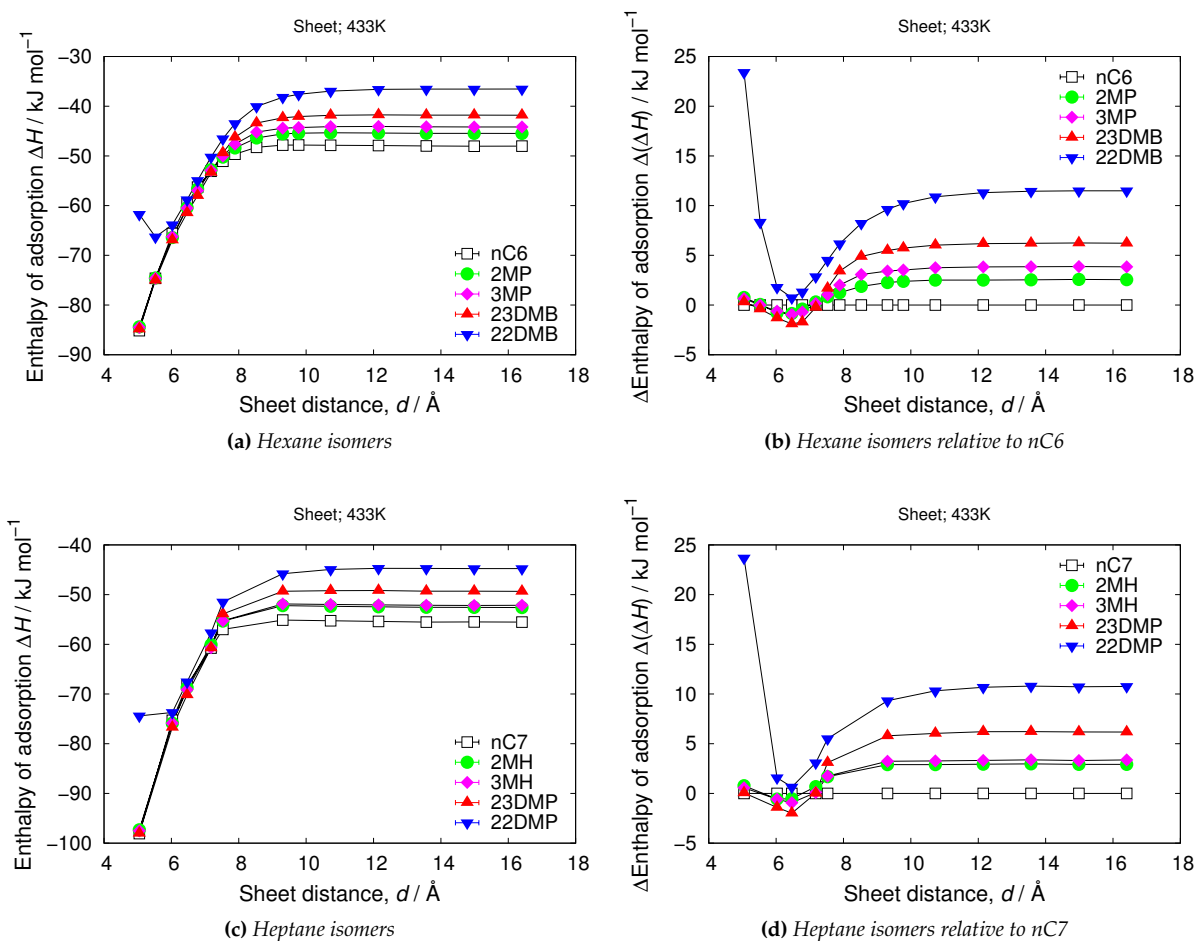 Sheet; 433K
Enthalpy of adsorption ΔH / kJ mol⁻¹
−30
−40
−50
−60
−70
−80
−90
nC6
2MP
3MP
23DMB
22DMB
4 6 8 10 12 14 16 18
Sheet distance, d / Å
(a) Hexane isomers
Sheet; 433K
ΔEnthalpy of adsorption Δ(ΔH) / kJ mol⁻¹
25
20
15
10
5
0
−5
nC6
2MP
3MP
23DMB
22DMB
4 6 8 10 12 14 16 18
Sheet distance, d / Å
(b) Hexane isomers relative to nC6
Sheet; 433K
Enthalpy of adsorption ΔH / kJ mol⁻¹
−40
−50
−60
−70
−80
−90
−100
nC7
2MH
3MH
23DMP
22DMP
4 6 8 10 12 14 16 18
Sheet distance, d / Å
(c) Heptane isomers
Sheet; 433K
ΔEnthalpy of adsorption Δ(ΔH) / kJ mol⁻¹
25
20
15
10
5
0
−5
nC7
2MH
3MH
23DMP
22DMP
4 6 8 10 12 14 16 18
Sheet distance, d / Å
(d) Heptane isomers relative to nC7